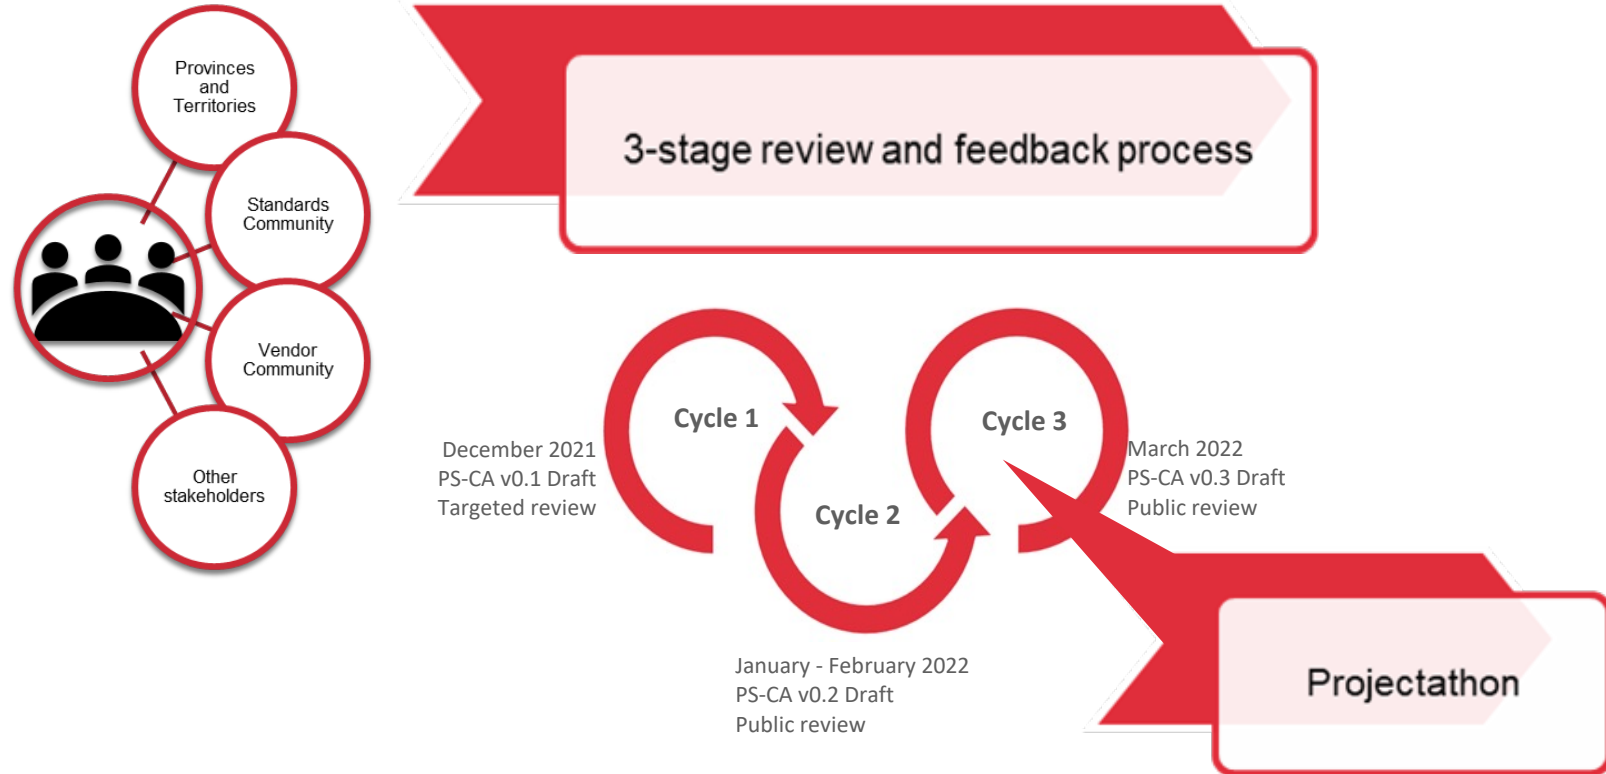 Provinces
and
Territories
Standards
Community
Vendor
Community
Other
stakeholders
3-stage review and feedback process
Cycle 1
December 2021
PS-CA v0.1 Draft
Targeted review
Cycle 2
January - February 2022
PS-CA v0.2 Draft
Public review
Cycle 3
March 2022
PS-CA v0.3 Draft
Public review
Projectathon